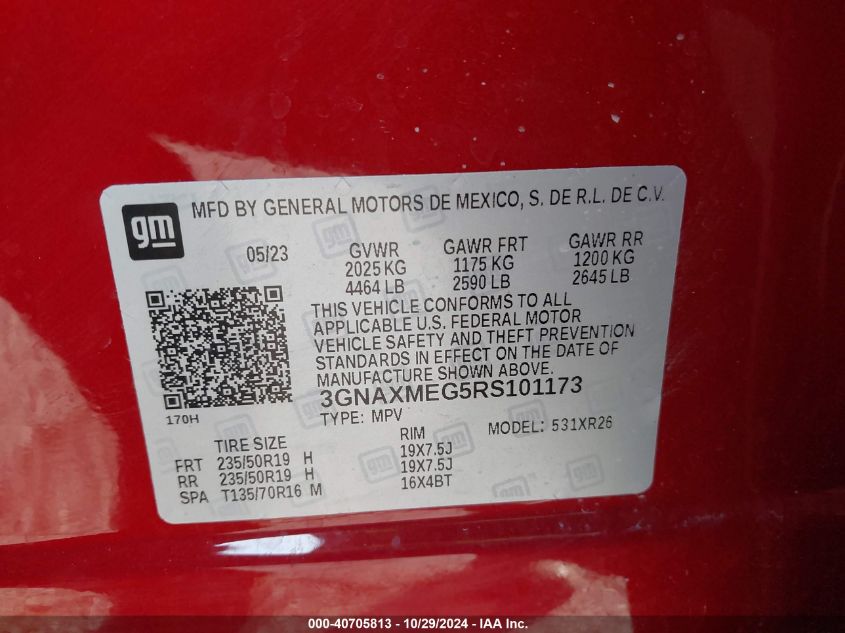 gm
MFD BY GENERAL MOTORS DE MEXICO, S. DE R.L. DE C.V.
05/23 GVWR GAWR FRT GAWR RR
2025 KG 1175 KG 1200 KG
4464 LB 2590 LB 2645 LB
THIS VEHICLE CONFORMS TO ALL
APPLICABLE U.S. FEDERAL MOTOR
VEHICLE SAFETY AND THEFT PREVENTION
STANDARDS IN EFFECT ON THE DATE OF
MANUFACTURE SHOWN ABOVE.
3GNAXMEG5RS101173
170H
TYPE: MPV MODEL: 531XR26
TIRE SIZE RIM
FRT 235/50R19 H 19X7.5J
RR 235/50R19 H 19X7.5J
SPA T135/70R16 M 16X4BT
000-40705813 - 10/29/2024 - IAA Inc.